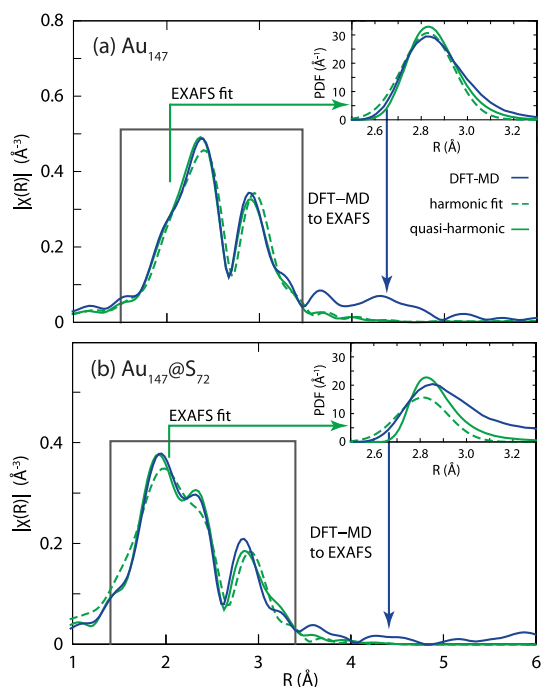 (a) Au147
EXAFS fit
|χ(R)| (Å-3)
0.8
0.6
0.4
0.2
0
PDF (Å-1)
30
20
10
0
2.6 2.8 3.0 3.2
R (Å)
DFT–MD
to EXAFS
DFT-MD
harmonic fit
quasi-harmonic
(b) Au147@S72
EXAFS fit
|χ(R)| (Å-3)
0.4
0.2
0
PDF (Å-1)
30
20
10
0
2.6 2.8 3.0 3.2
R (Å)
DFT–MD
to EXAFS
1 2 3 4 5 6
R (Å)